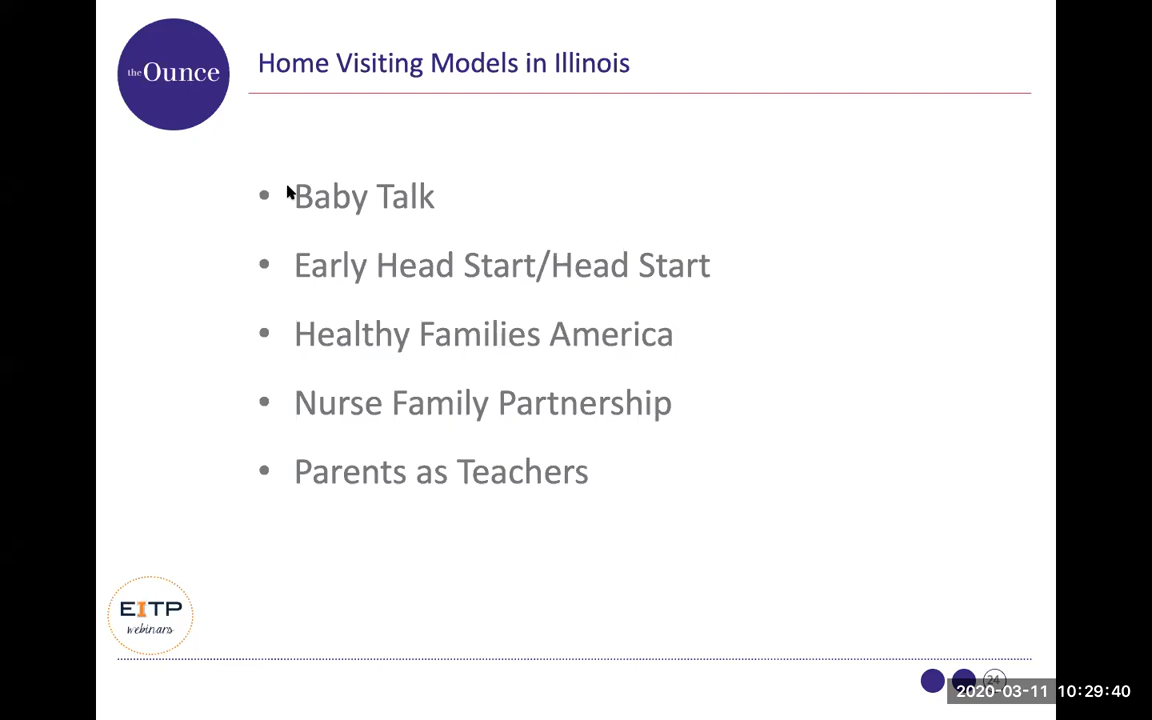 the Ounce
Home Visiting Models in Illinois
• Baby Talk
• Early Head Start/Head Start
• Healthy Families America
• Nurse Family Partnership
• Parents as Teachers
EITP
webinars
24
2020-03-11 10:29:40